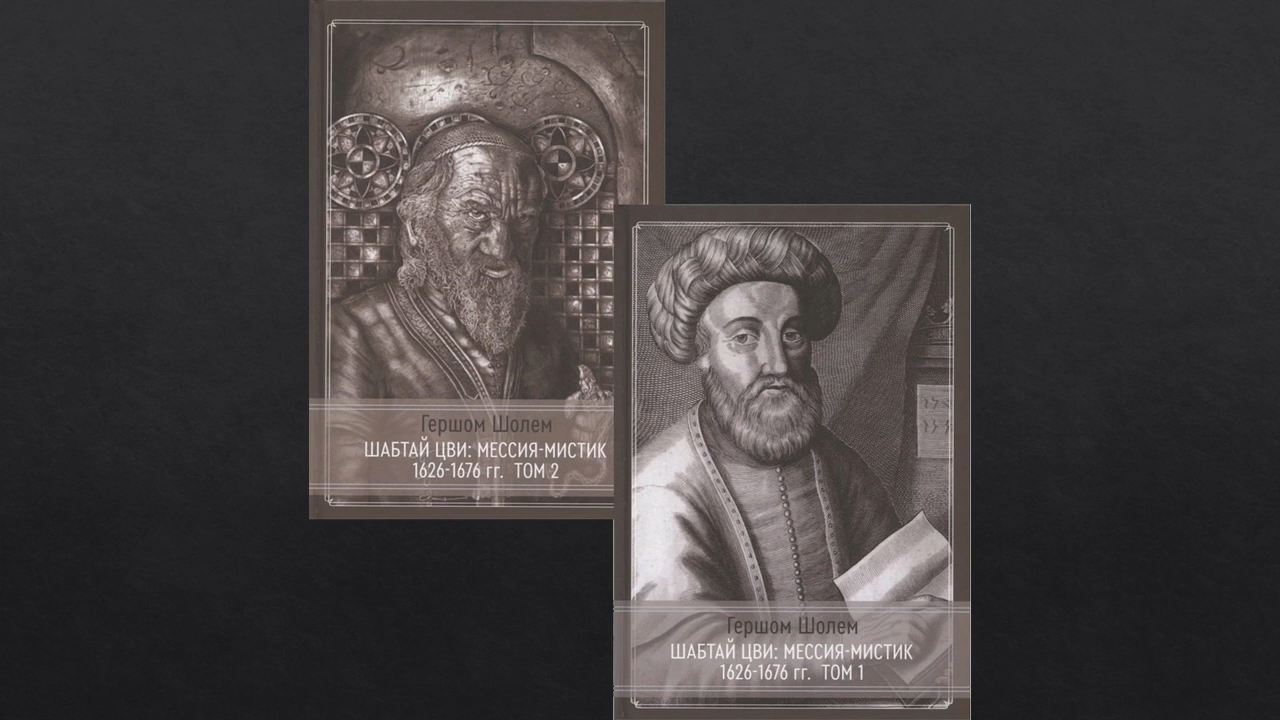 Гершом Шолем
ШАБТАЙ ЦВИ: МЕССИЯ-МИСТИК
1626-1676 гг. ТОМ 2
Гершом Шолем
ШАБТАЙ ЦВИ: МЕССИЯ-МИСТИК
1626-1676 гг. ТОМ 1